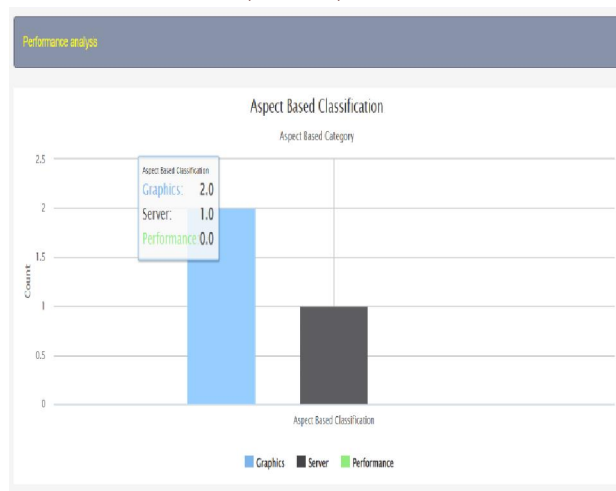 Performance analysis
Aspect Based Classification
Aspect Based Category
2.5
Aspect Based Classification
Graphics: 2.0
Server: 1.0
Performance: 0.0
2
1.5
Count
1
0.5
0
Aspect Based Classification
Graphics Server Performance